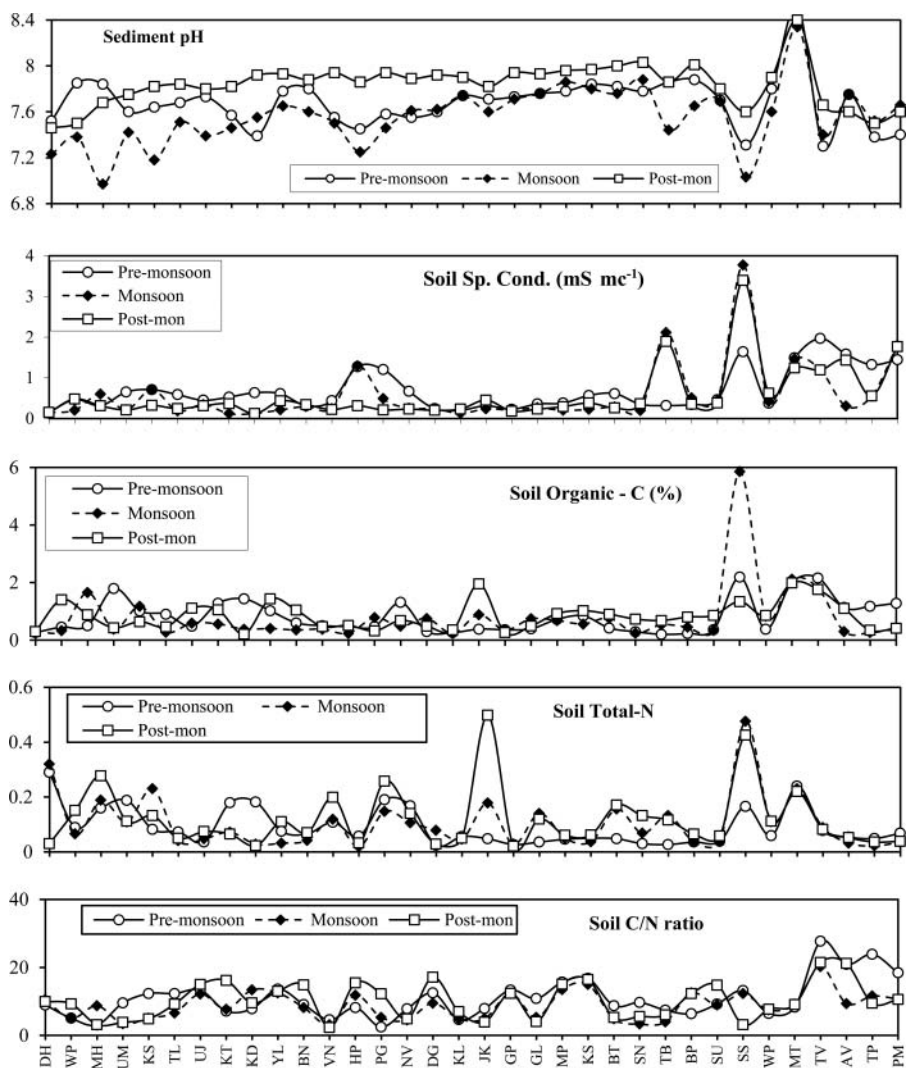 Sediment pH
8.4
8
7.6
7.2
6.8
Pre-monsoon Monsoon Post-mon
Soil Sp. Cond. (mS mc-1)
4
3
2
1
0
Pre-monsoon
Monsoon
Post-mon
Soil Organic - C (%)
6
4
2
0
Pre-monsoon
Monsoon
Post-mon
Soil Total-N
0.6
0.4
0.2
0
Pre-monsoon Monsoon
Post-mon
Soil C/N ratio
40
20
0
Pre-monsoon Monsoon Post-mon
DH WP MH UM KS TL UJ KT KD YL BN VN HP PG NV DG KL JK GP GL MP KS BT SN TB BP SU SS WP MT TV AV TP PM